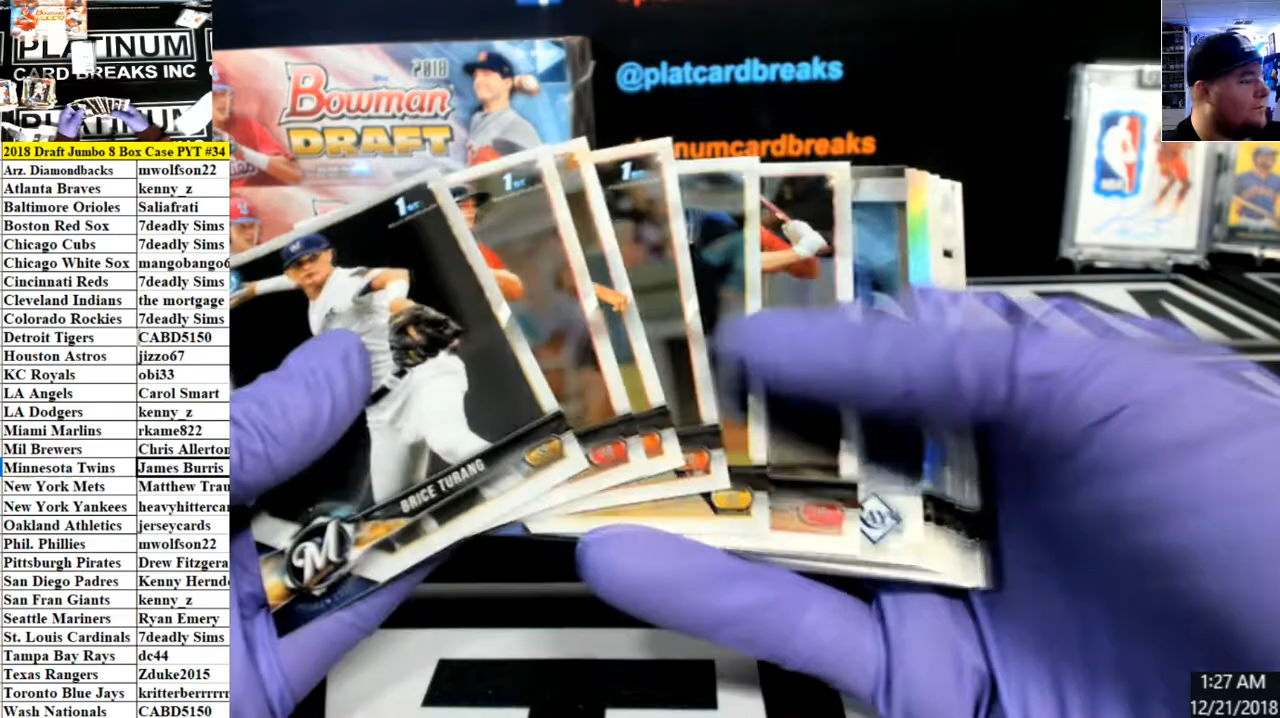 PLATINUM
CARD BREAKS INC
PLATINUM
2018 Draft Jumbo 8 Box Case PYT #34
Arz. Diamondbacks mwolfson22
Atlanta Braves kenny_z
Baltimore Orioles Saliafrati
Boston Red Sox 7deadly Sims
Chicago Cubs 7deadly Sims
Chicago White Sox mangobango6
Cincinnati Reds 7deadly Sims
Cleveland Indians the mortgage
Colorado Rockies 7deadly Sims
Detroit Tigers CABD5150
Houston Astros jizzo67
KC Royals obi33
LA Angels Carol Smart
LA Dodgers kenny_z
Miami Marlins rkame822
Mil Brewers Chris Allerton
Minnesota Twins James Burris
New York Mets Matthew Trau
New York Yankees heavyhittercar
Oakland Athletics jerseycards
Phil. Phillies mwolfson22
Pittsburgh Pirates Drew Fitzgera
San Diego Padres Kenny Hernd
San Fran Giants kenny_z
Seattle Mariners Ryan Emery
St. Louis Cardinals 7deadly Sims
Tampa Bay Rays dc44
Texas Rangers Zduke2015
Toronto Blue Jays kritterberrrrrr
Wash Nationals CABD5150
2018
Bowman
DRAFT
@platcardbreaks
numcardbreaks
1ST
1ST
1ST
BRICE TURANG
M
1:27 AM
12/21/2018